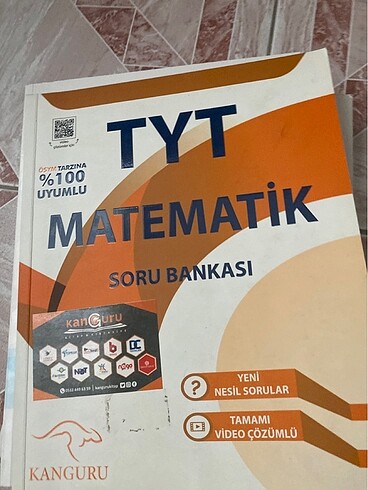 TYT
ÖSYM TARZINA
%100
UYUMLU
MATEMATİK
SORU BANKASI
KanGuru
YENİ
NESİL SORULAR
TAMAMI
VİDEO ÇÖZÜMLÜ
KANGURU